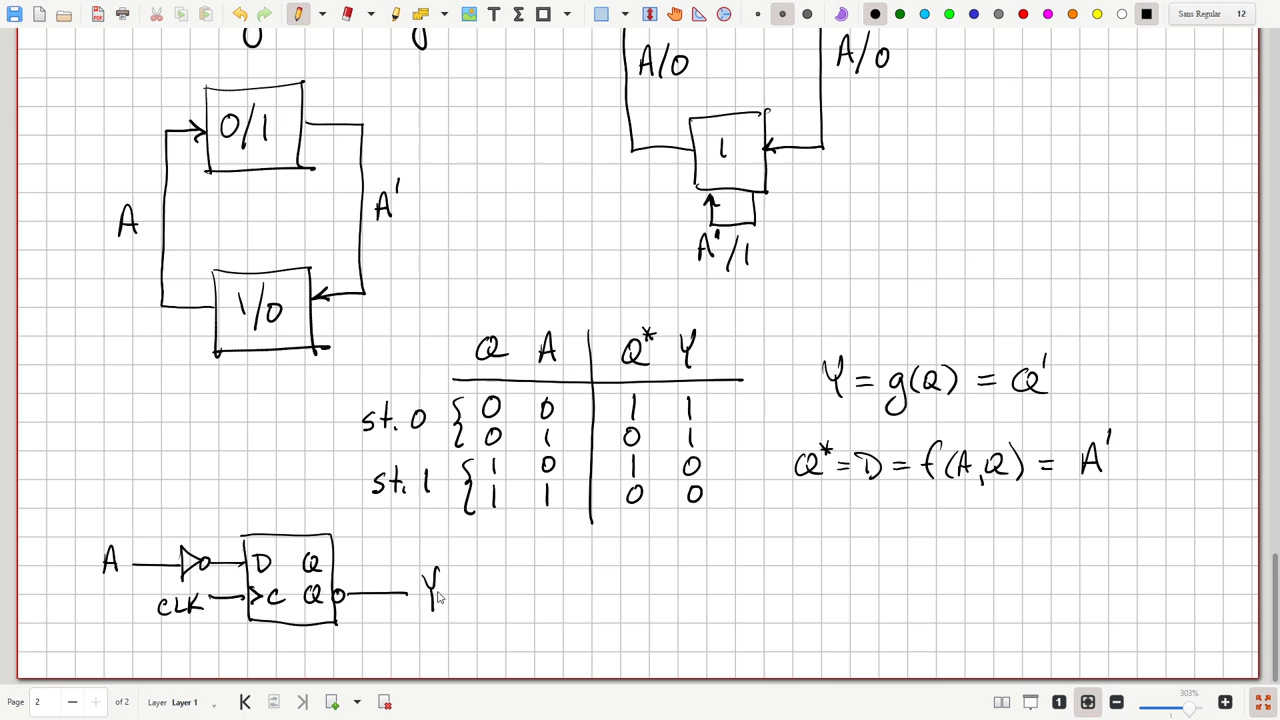 Sans Regular 12
0/1
A
A'
1/0
A/0
A/0
1
A'/1
Q A Q* Y
st. 0 0 0 1 1
0 1 0 1
st. 1 1 0 1 0
1 1 0 0
Y = g(Q) = Q'
Q* = D = f(A,Q) = A'
A D Q
CLK C Q Y
Page 2 of 2 Layer Layer 1 303%